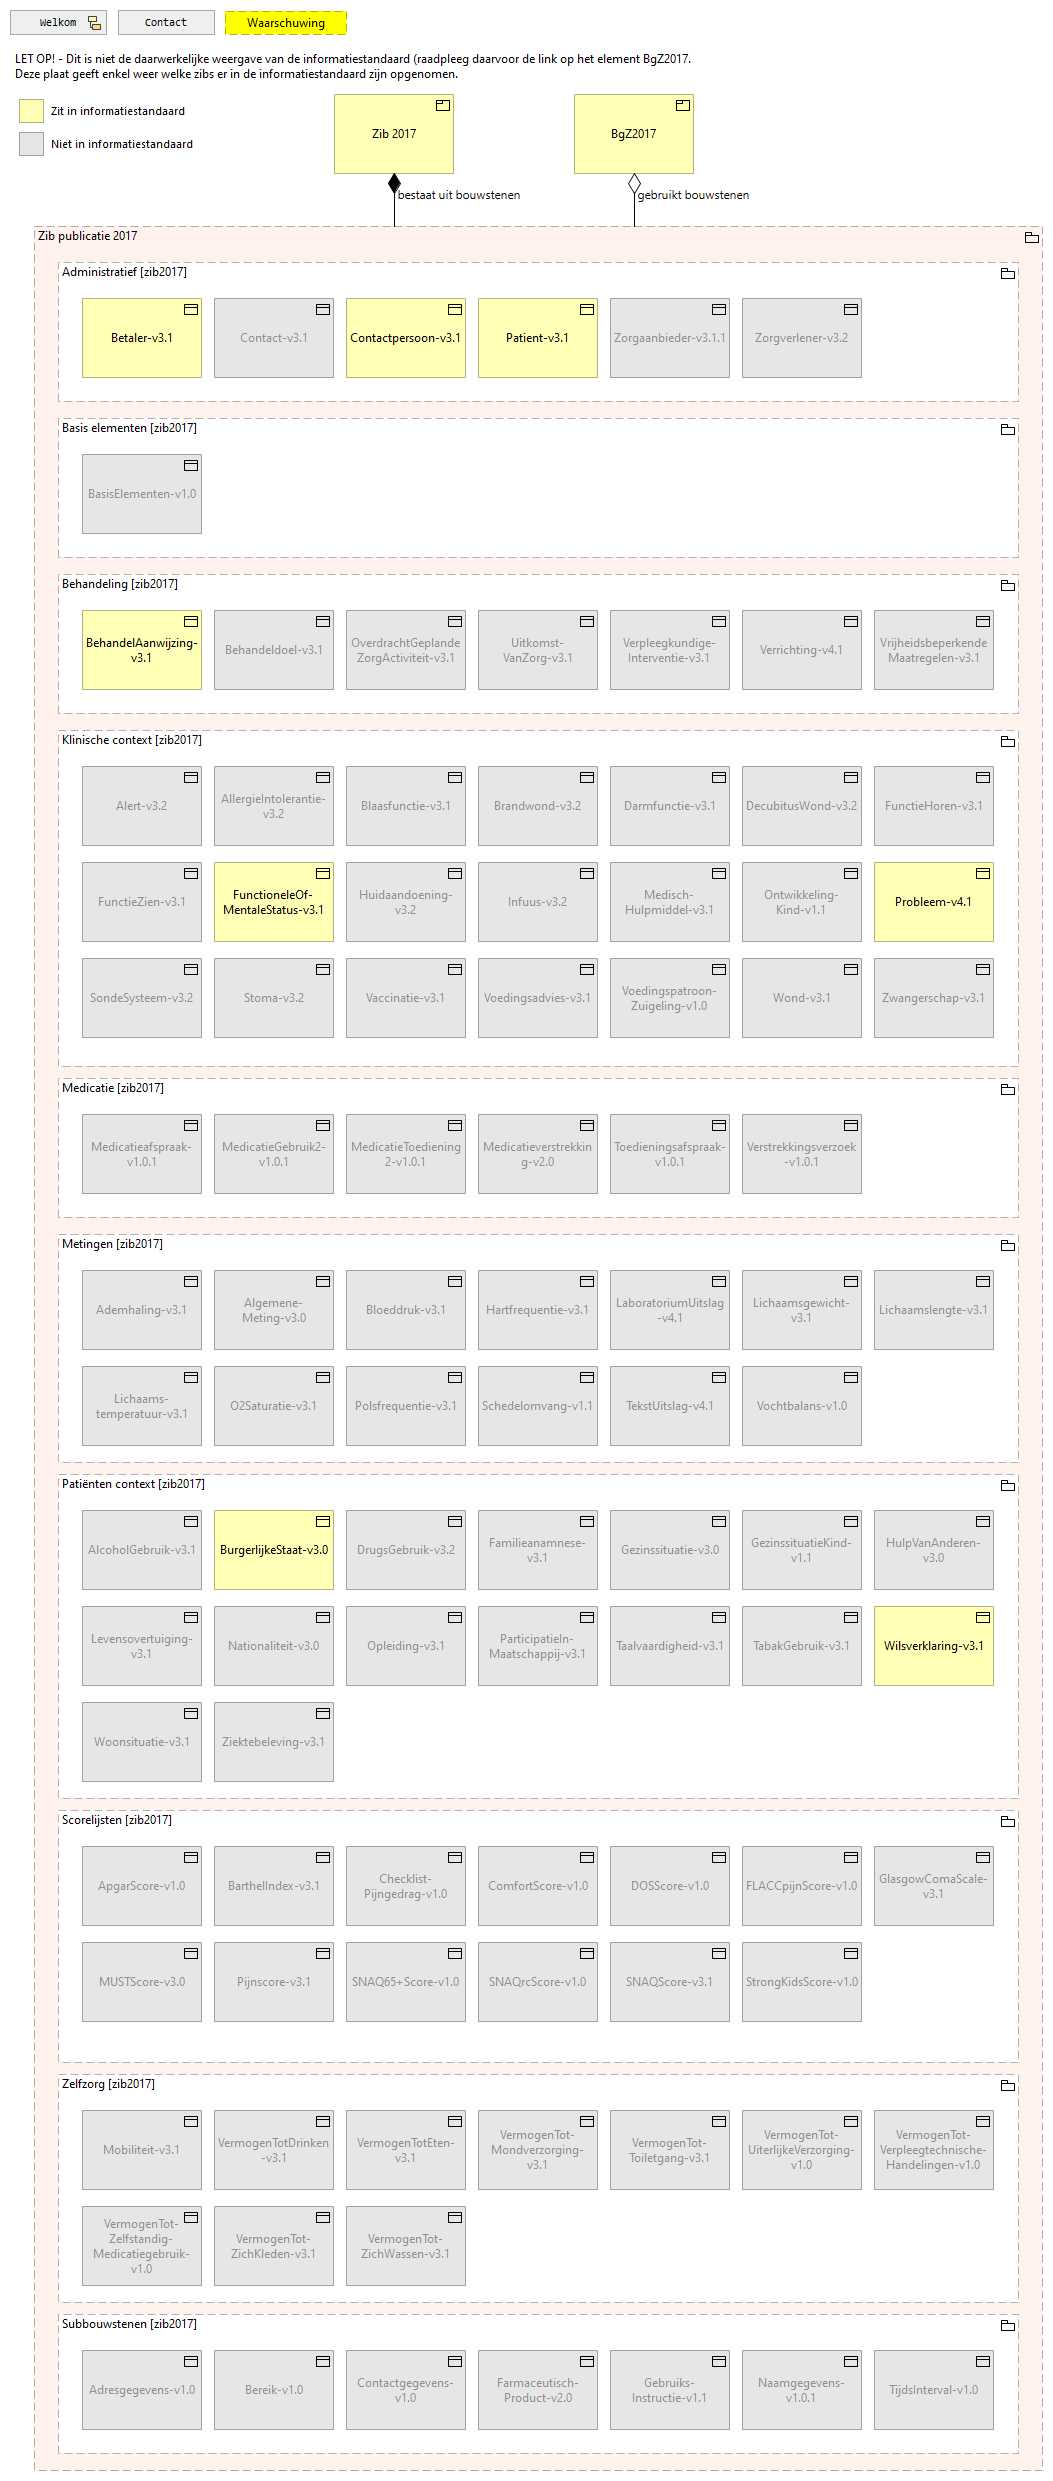 Welkom
Contact
Waarschuwing
LET OP! - Dit is niet de daarwerkelijke weergave van de informatiestandaard (raadpleeg daarvoor de link op het element BgZ2017.
Deze plaat geeft enkel weer welke zibs er in de informatiestandaard zijn opgenomen.
Zit in informatiestandaard
Niet in informatiestandaard
Zib 2017
BgZ2017
bestaat uit bouwstenen
gebruikt bouwstenen
Zib publicatie 2017
Administratief [zib2017]
Betaler-v3.1
Contact-v3.1
Contactpersoon-v3.1
Patient-v3.1
Zorgaanbieder-v3.1.1
Zorgverlener-v3.2
Basis elementen [zib2017]
BasisElementen-v1.0
Behandeling [zib2017]
BehandelAanwijzing-
v3.1
Behandeldoel-v3.1
OverdrachtGeplande
ZorgActiviteit-v3.1
Uitkomst-
VanZorg-v3.1
Verpleegkundige-
Interventie-v3.1
Verrichting-v4.1
Vrijheidsbeperkende
Maatregelen-v3.1
Klinische context [zib2017]
Alert-v3.2
AllergieIntolerantie-
v3.2
Blaasfunctie-v3.1
Brandwond-v3.2
Darmfunctie-v3.1
DecubitusWond-v3.2
FunctieHoren-v3.1
FunctieZien-v3.1
FunctioneleOf-
MentaleStatus-v3.1
Huidaandoening-
v3.2
Infuus-v3.2
Medisch-
Hulpmiddel-v3.1
Ontwikkeling-
Kind-v1.1
Probleem-v4.1
SondeSysteem-v3.2
Stoma-v3.2
Vaccinatie-v3.1
Voedingsadvies-v3.1
Voedingspatroon-
Zuigeling-v1.0
Wond-v3.1
Zwangerschap-v3.1
Medicatie [zib2017]
Medicatieafspraak-
v1.0.1
MedicatieGebruik2-
v1.0.1
MedicatieToediening
2-v1.0.1
Medicatieverstrekkin
g-v2.0
Toedieningsafspraak-
v1.0.1
Verstrekkingsverzoek
-v1.0.1
Metingen [zib2017]
Ademhaling-v3.1
Algemene-
Meting-v3.0
Bloeddruk-v3.1
Hartfrequentie-v3.1
LaboratoriumUitslag
-v4.1
Lichaamsgewicht-
v3.1
Lichaamslengte-v3.1
Lichaams-
temperatuur-v3.1
O2Saturatie-v3.1
Polsfrequentie-v3.1
Schedelomvang-v1.1
TekstUitslag-v4.1
Vochtbalans-v1.0
Patiënten context [zib2017]
AlcoholGebruik-v3.1
BurgerlijkeStaat-v3.0
DrugsGebruik-v3.2
Familieanamnese-
v3.1
Gezinssituatie-v3.0
GezinssituatieKind-
v1.1
HulpVanAnderen-
v3.0
Levensovertuiging-
v3.1
Nationaliteit-v3.0
Opleiding-v3.1
ParticipatieIn-
Maatschappij-v3.1
Taalvaardigheid-v3.1
TabakGebruik-v3.1
Wilsverklaring-v3.1
Woonsituatie-v3.1
Ziektebeleving-v3.1
Scorelijsten [zib2017]
ApgarScore-v1.0
BarthelIndex-v3.1
Checklist-
Pijngedrag-v1.0
ComfortScore-v1.0
DOSScore-v1.0
FLACCpijnScore-v1.0
GlasgowComaScale-
v3.1
MUSTScore-v3.0
Pijnscore-v3.1
SNAQ65+Score-v1.0
SNAQrcScore-v1.0
SNAQScore-v3.1
StrongKidsScore-v1.0
Zelfzorg [zib2017]
Mobiliteit-v3.1
VermogenTotDrinken
-v3.1
VermogenTotEten-
v3.1
VermogenTot-
Mondverzorging-
v3.1
VermogenTot-
Toiletgang-v3.1
VermogenTot-
UiterlijkeVerzorging-
v1.0
VermogenTot-
Verpleegtechnische-
Handelingen-v1.0
VermogenTot-
Zelfstandig-
Medicatiegebruik-
v1.0
VermogenTot-
ZichKleden-v3.1
VermogenTot-
ZichWassen-v3.1
Subbouwstenen [zib2017]
Adresgegevens-v1.0
Bereik-v1.0
Contactgegevens-
v1.0
Farmaceutisch-
Product-v2.0
Gebruiks-
Instructie-v1.1
Naamgegevens-
v1.0.1
TijdsInterval-v1.0